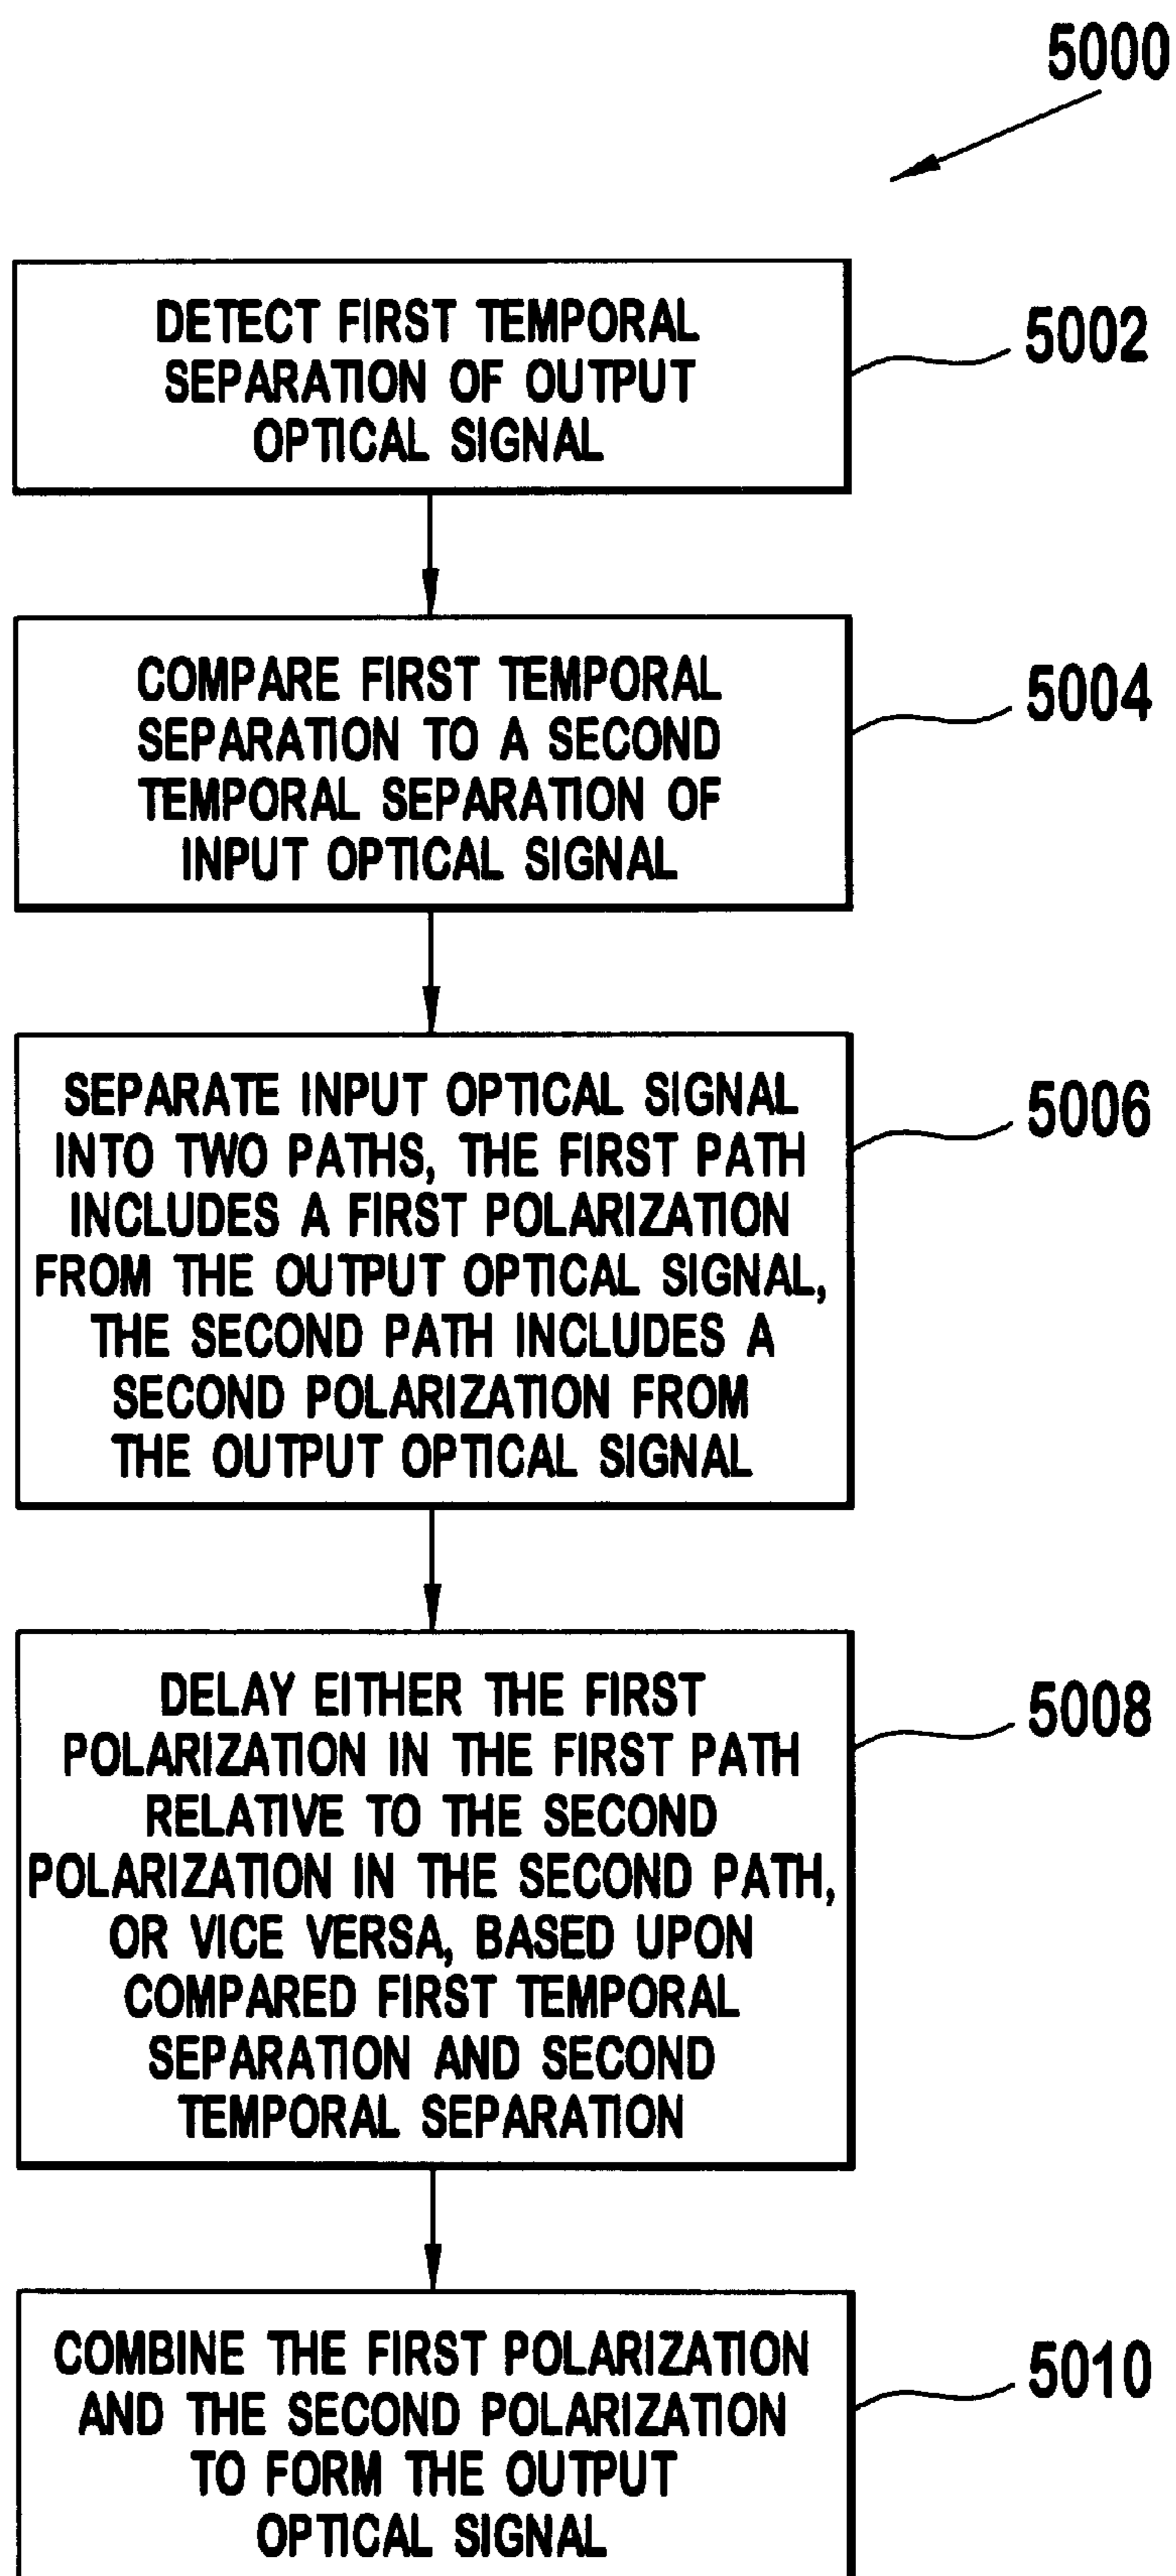 5000
DETECT FIRST TEMPORAL
SEPARATION OF OUTPUT
OPTICAL SIGNAL
5002
COMPARE FIRST TEMPORAL
SEPARATION TO A SECOND
TEMPORAL SEPARATION OF
INPUT OPTICAL SIGNAL
5004
SEPARATE INPUT OPTICAL SIGNAL
INTO TWO PATHS, THE FIRST PATH
INCLUDES A FIRST POLARIZATION
FROM THE OUTPUT OPTICAL SIGNAL,
THE SECOND PATH INCLUDES A
SECOND POLARIZATION FROM
THE OUTPUT OPTICAL SIGNAL
5006
DELAY EITHER THE FIRST
POLARIZATION IN THE FIRST PATH
RELATIVE TO THE SECOND
POLARIZATION IN THE SECOND PATH,
OR VICE VERSA, BASED UPON
COMPARED FIRST TEMPORAL
SEPARATION AND SECOND
TEMPORAL SEPARATION
5008
COMBINE THE FIRST POLARIZATION
AND THE SECOND POLARIZATION
TO FORM THE OUTPUT
OPTICAL SIGNAL
5010